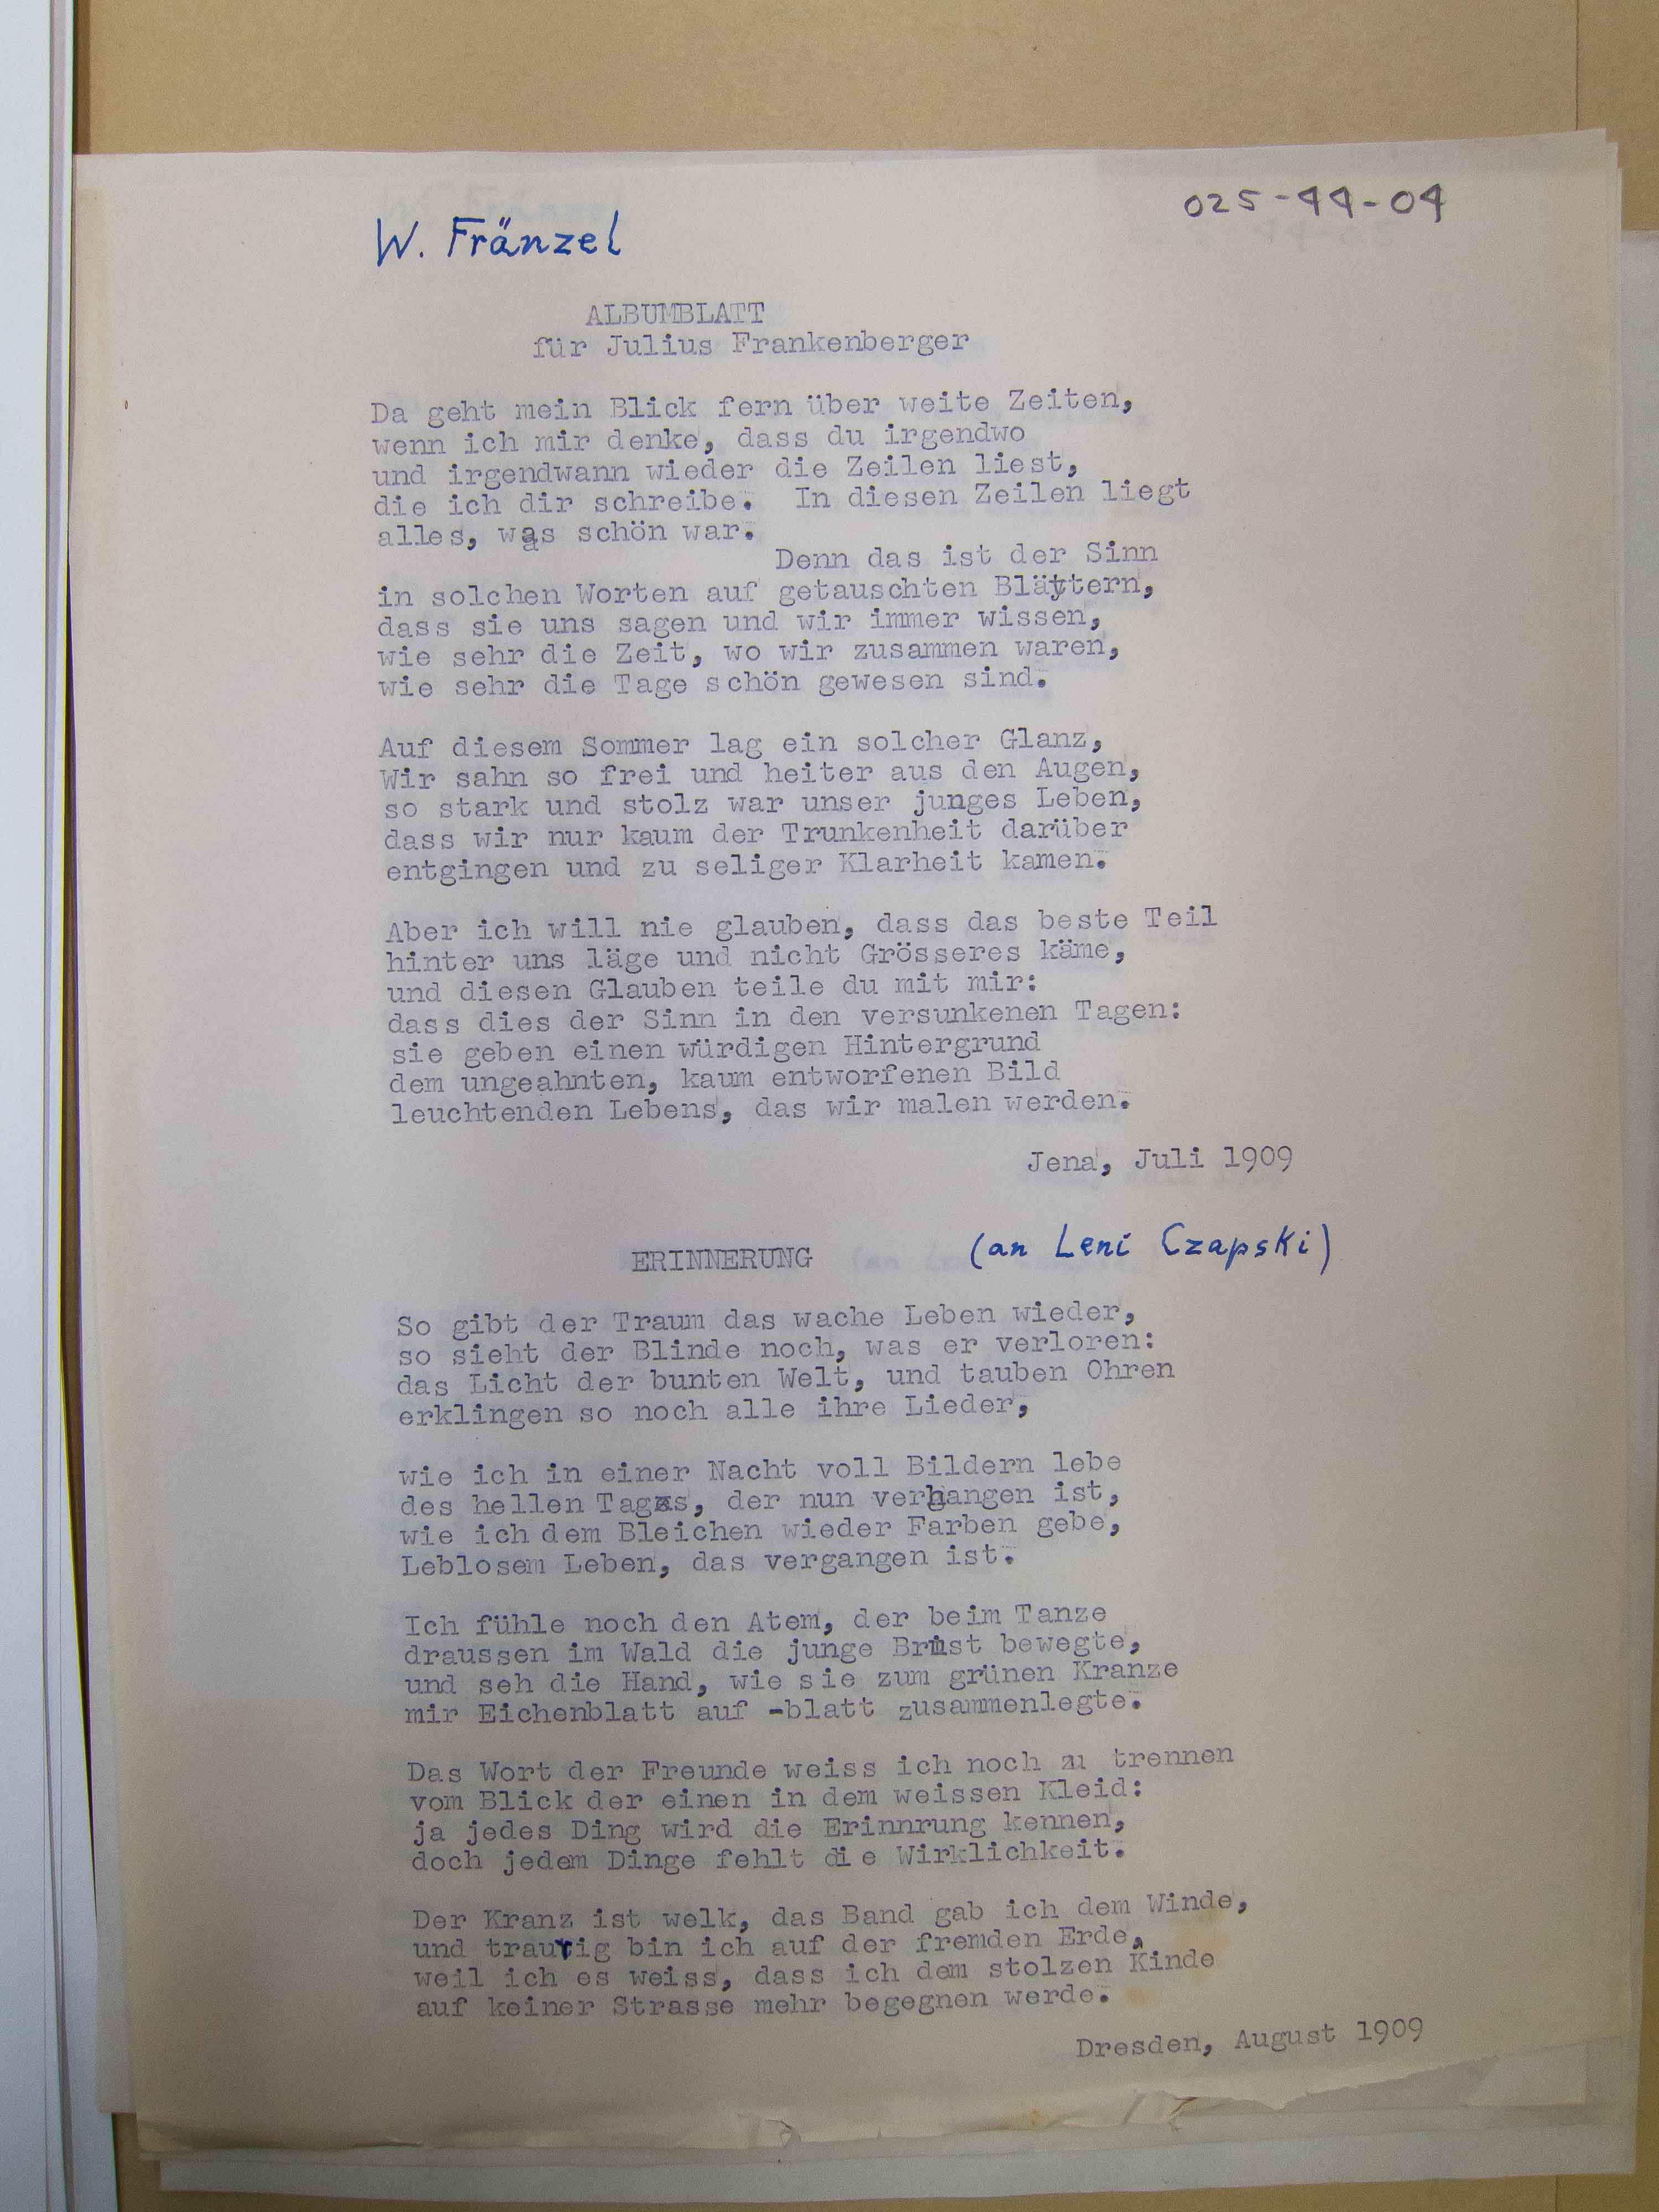 025-44-04
W. Fränzel
ALBUMBLATT
für Julius Frankenberger
Da geht mein Blick fern über weite Zeiten,
wenn ich mir denke, dass du irgendwo
und irgendwann wieder die Zeilen liest,
die ich dir schreibe. In diesen Zeilen liegt
alles, was schön war.
Denn das ist der Sinn
in solchen Worten auf getauschten Blättern,
dass sie uns sagen und wir immer wissen,
wie sehr die Zeit, wo wir zusammen waren,
wie sehr die Tage schön gewesen sind.
Auf diesem Sommer lag ein solcher Glanz,
Wir sahn so frei und heiter aus den Augen,
so stark und stolz war unser junges Leben,
dass wir nur kaum der Trunkenheit darüber
entgingen und zu seliger Klarheit kamen.
Aber ich will nie glauben, dass das beste Teil
hinter uns läge und nicht Grösseres käme,
und diesen Glauben teile du mit mir:
dass dies der Sinn in den versunkenen Tagen:
sie geben einen würdigen Hintergrund
dem ungeahnten, kaum entworfenen Bild
leuchtenden Lebens, das wir malen werden.
Jena, Juli 1909
ERINNERUNG (an Leni Czapski)
So gibt der Traum das wache Leben wieder,
so sieht der Blinde noch, was er verloren:
das Licht der bunten Welt, und tauben Ohren
erklingen so noch alle ihre Lieder,
wie ich in einer Nacht voll Bildern lebe
des hellen Tages, der nun verhangen ist,
wie ich dem Bleichen wieder Farben gebe,
Leblosem Leben, das vergangen ist.
Ich fühle noch den Atem, der beim Tanze
draussen im Wald die junge Brust bewegte,
und seh die Hand, wie sie zum grünen Kranze
mir Eichenblatt auf -blatt zusammenlegte.
Das Wort der Freunde weiss ich noch zu trennen
vom Blick der einen in dem weissen Kleid:
ja jedes Ding wird die Erinnrung kennen,
doch jedem Dinge fehlt die Wirklichkeit.
Der Kranz ist welk, das Band gab ich dem Winde,
und traurig bin ich auf der fremden Erde,
weil ich es weiss, dass ich dem stolzen Kinde
auf keiner Strasse mehr begegnen werde.
Dresden, August 1909